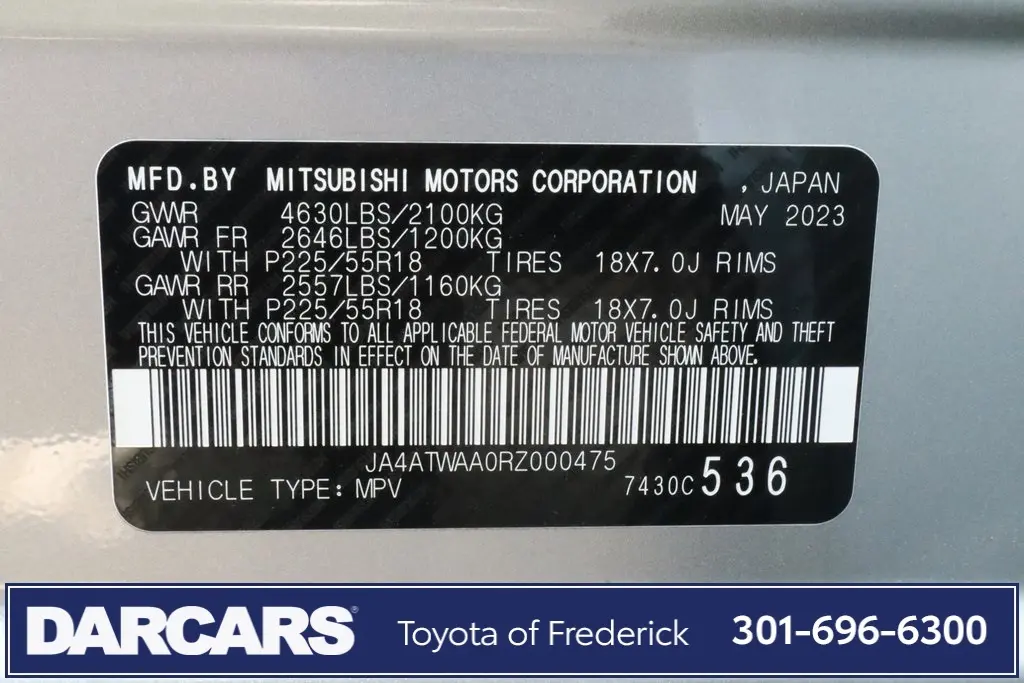 MFD.BY MITSUBISHI MOTORS CORPORATION , JAPAN
GVWR 4630LBS/2100KG MAY 2023
GAWR FR 2646LBS/1200KG
WITH P225/55R18 TIRES 18X7.0J RIMS
GAWR RR 2557LBS/1160KG
WITH P225/55R18 TIRES 18X7.0J RIMS
THIS VEHICLE CONFORMS TO ALL APPLICABLE FEDERAL MOTOR VEHICLE SAFETY AND THEFT
PREVENTION STANDARDS IN EFFECT ON THE DATE OF MANUFACTURE SHOWN ABOVE.
JA4ATWAA0RZ000475
VEHICLE TYPE: MPV 7430C 536
DARCARS® Toyota of Frederick 301-696-6300